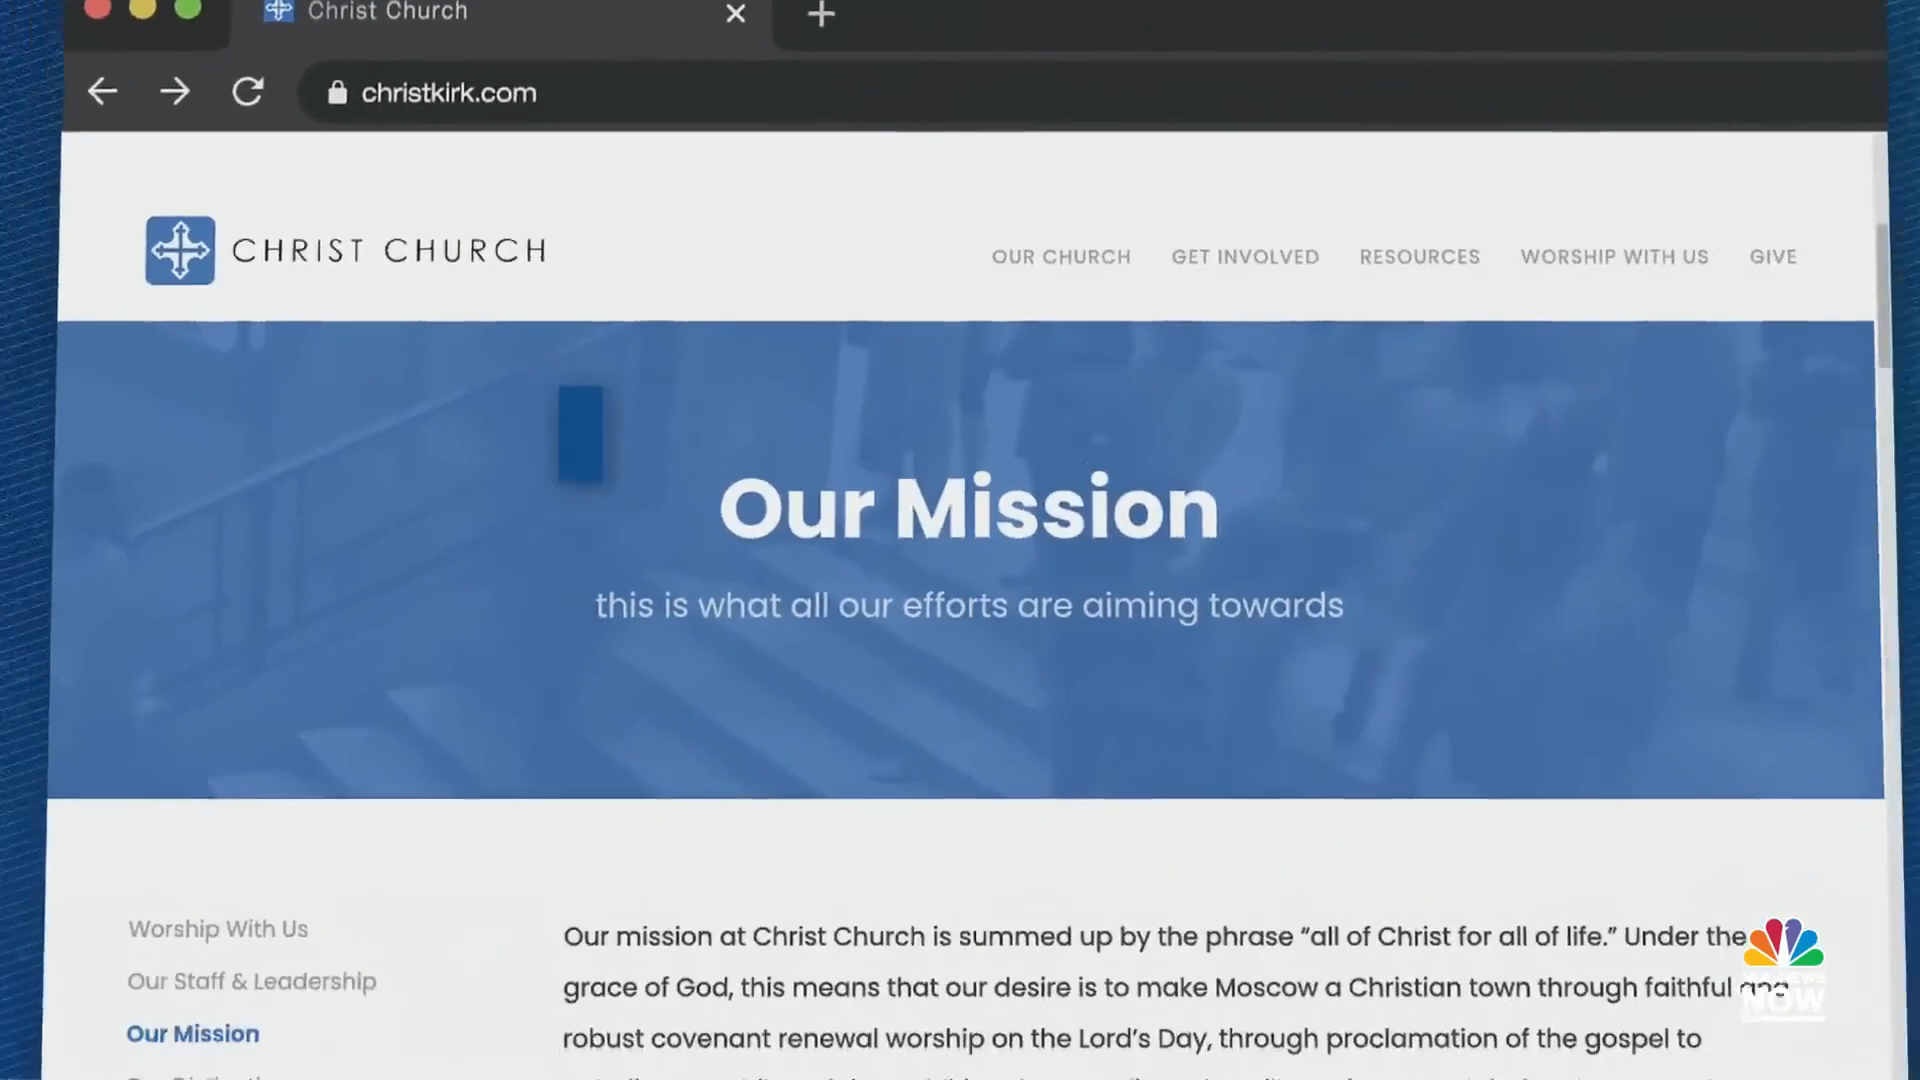 Christ Church
christkirk.com
CHRIST CHURCH
OUR CHURCH GET INVOLVED RESOURCES WORSHIP WITH US GIVE
Our Mission
this is what all our efforts are aiming towards
Worship With Us
Our Staff & Leadership
Our Mission
Our mission at Christ Church is summed up by the phrase “all of Christ for all of life.” Under the
grace of God, this means that our desire is to make Moscow a Christian town through faithful and
robust covenant renewal worship on the Lord’s Day, through proclamation of the gospel to
NBC NEWS
NOW